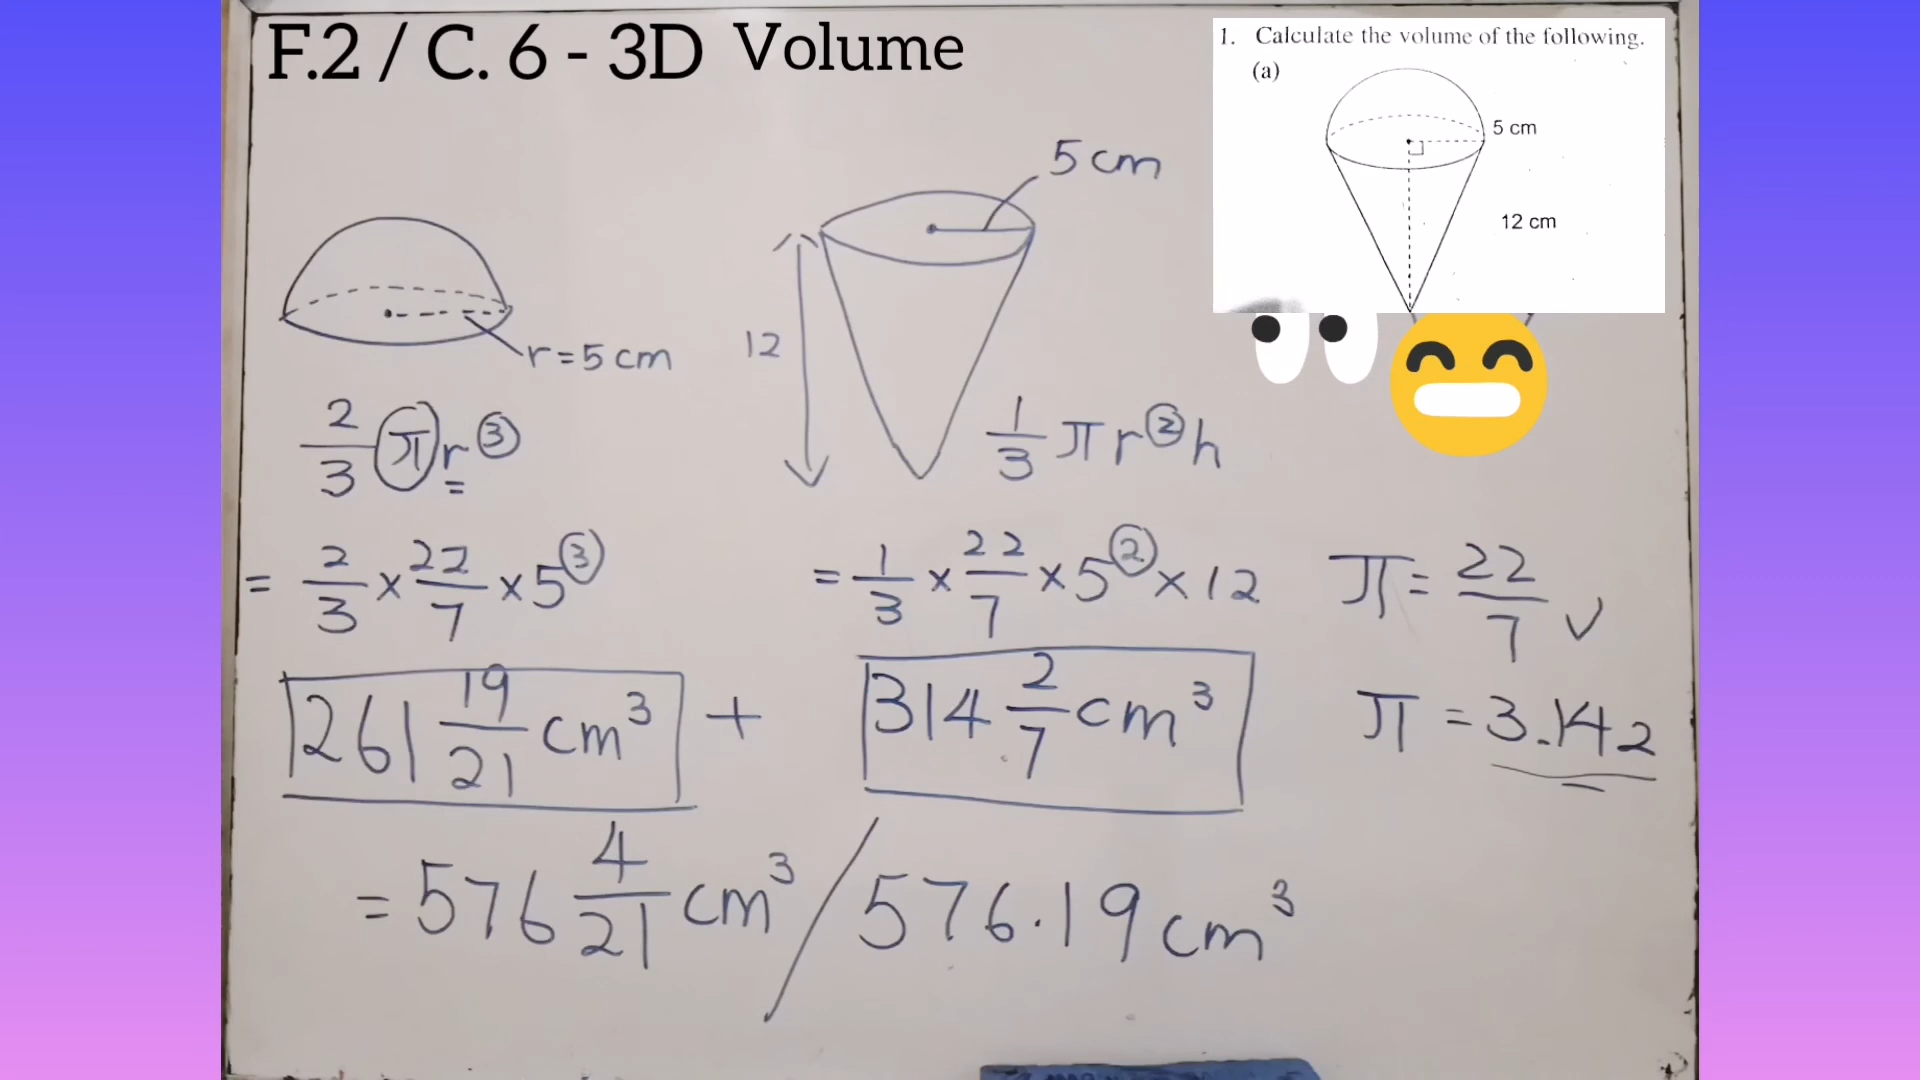 F.2 / C. 6 - 3D Volume
1. Calculate the volume of the following.
(a)
5 cm
12 cm
5 cm
r = 5 cm
12
2/3 π r³
1/3 π r² h
= 2/3 × 22/7 × 5³
= 1/3 × 22/7 × 5² × 12
π = 22/7 ✓
261 19/21 cm³ + 314 2/7 cm³
π = 3.142
= 576 4/21 cm³ / 576.19 cm³